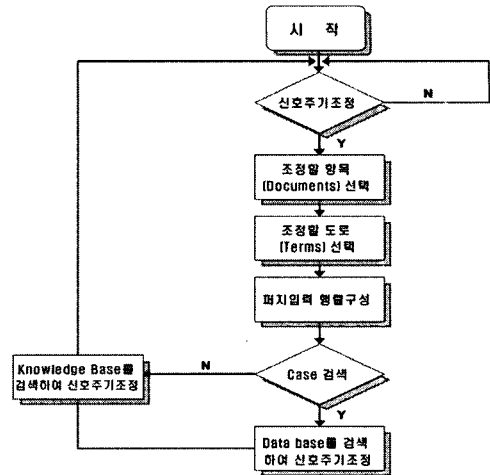 시 작
신호주기조정
N
Y
조정할 항목
(Documents) 선택
조정할 도로
(Terms) 선택
퍼지입력 행렬구성
Case 검색
N
Y
Knowledge Base를
검색하여 신호주기조정
Data base를 검색
하여 신호주기조정